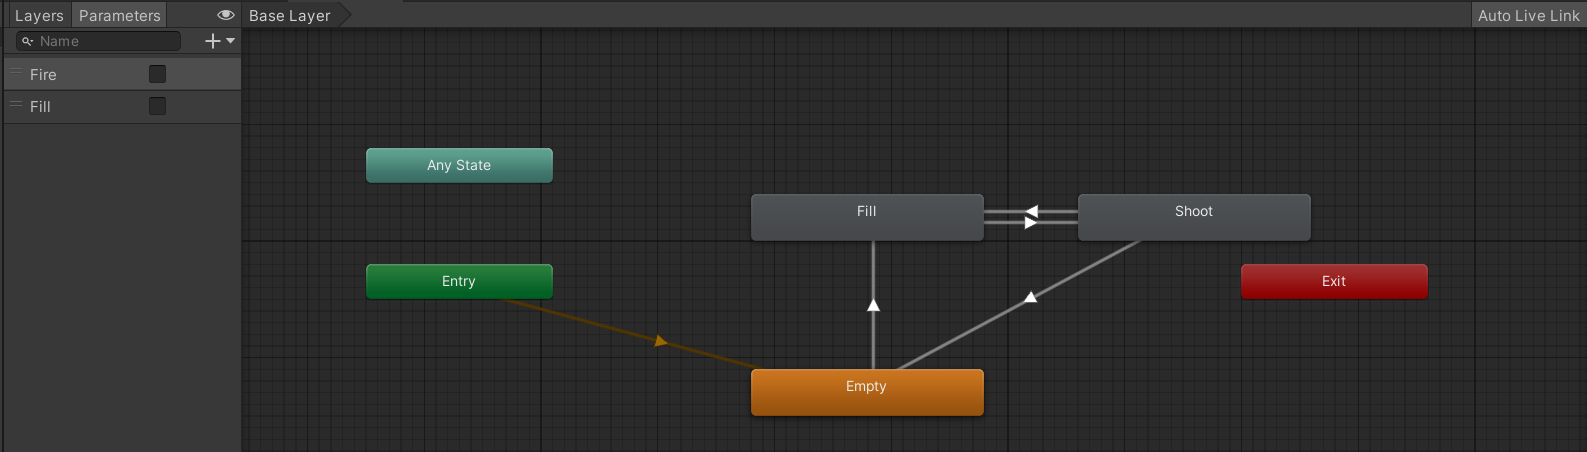 Layers Parameters Base Layer Auto Live Link
Name
Fire
Fill
Any State
Fill Shoot
Entry Exit
Empty